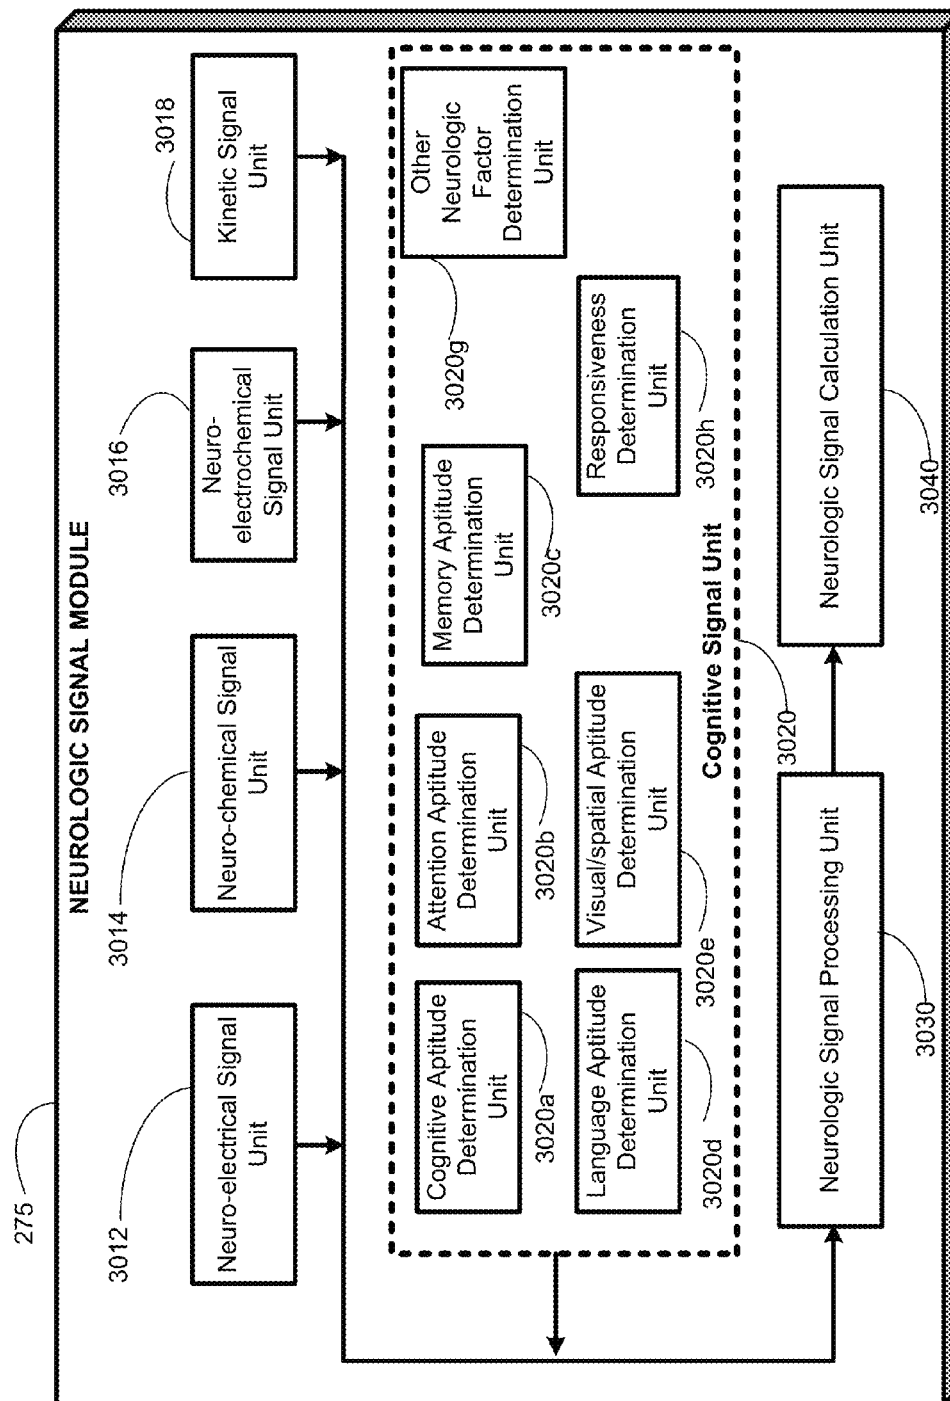 275
NEUROLOGIC SIGNAL MODULE
3012
3014
3016
3018
Neuro-electrical Signal
Unit
Neuro-chemical Signal
Unit
Neuro-
electrochemical
Signal Unit
Kinetic Signal
Unit
Cognitive Aptitude
Determination
Unit
3020a
Attention Aptitude
Determination
Unit
3020b
Memory Aptitude
Determination
Unit
3020c
Other
Neurologic
Factor
Determination
Unit
3020g
Language Aptitude
Determination
Unit
3020d
Visual/spatial Aptitude
Determination
Unit
3020e
Responsiveness
Determination
Unit
3020h
Cognitive Signal Unit
3020
Neurologic Signal Processing Unit
3030
Neurologic Signal Calculation Unit
3040